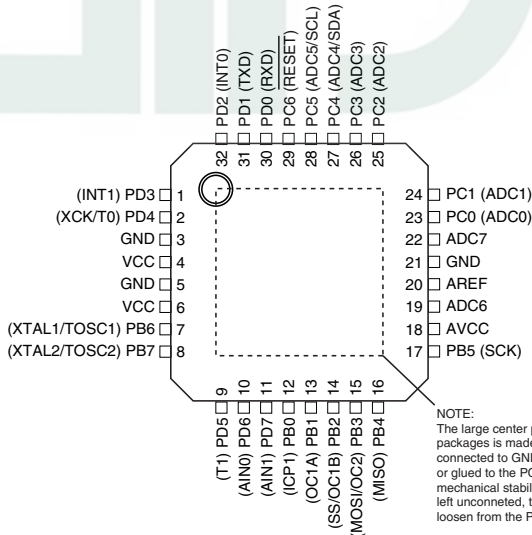 PD2 (INT0)
PD1 (TXD)
PD0 (RXD)
PC6 (RESET)
PC5 (ADC5/SCL)
PC4 (ADC4/SDA)
PC3 (ADC3)
PC2 (ADC2)
32
31
30
29
28
27
26
25
(INT1) PD3 1
(XCK/T0) PD4 2
GND 3
VCC 4
GND 5
VCC 6
(XTAL1/TOSC1) PB6 7
(XTAL2/TOSC2) PB7 8
24 PC1 (ADC1)
23 PC0 (ADC0)
22 ADC7
21 GND
20 AREF
19 ADC6
18 AVCC
17 PB5 (SCK)
9
10
11
12
13
14
15
16
(T1) PD5
(AIN0) PD6
(AIN1) PD7
(ICP1) PB0
(OC1A) PB1
(SS/OC1B) PB2
(MOSI/OC2) PB3
(MISO) PB4
NOTE:
The large center
packages is made
connected to GND
or glued to the
mechanical
left unconneted,
loosen from the